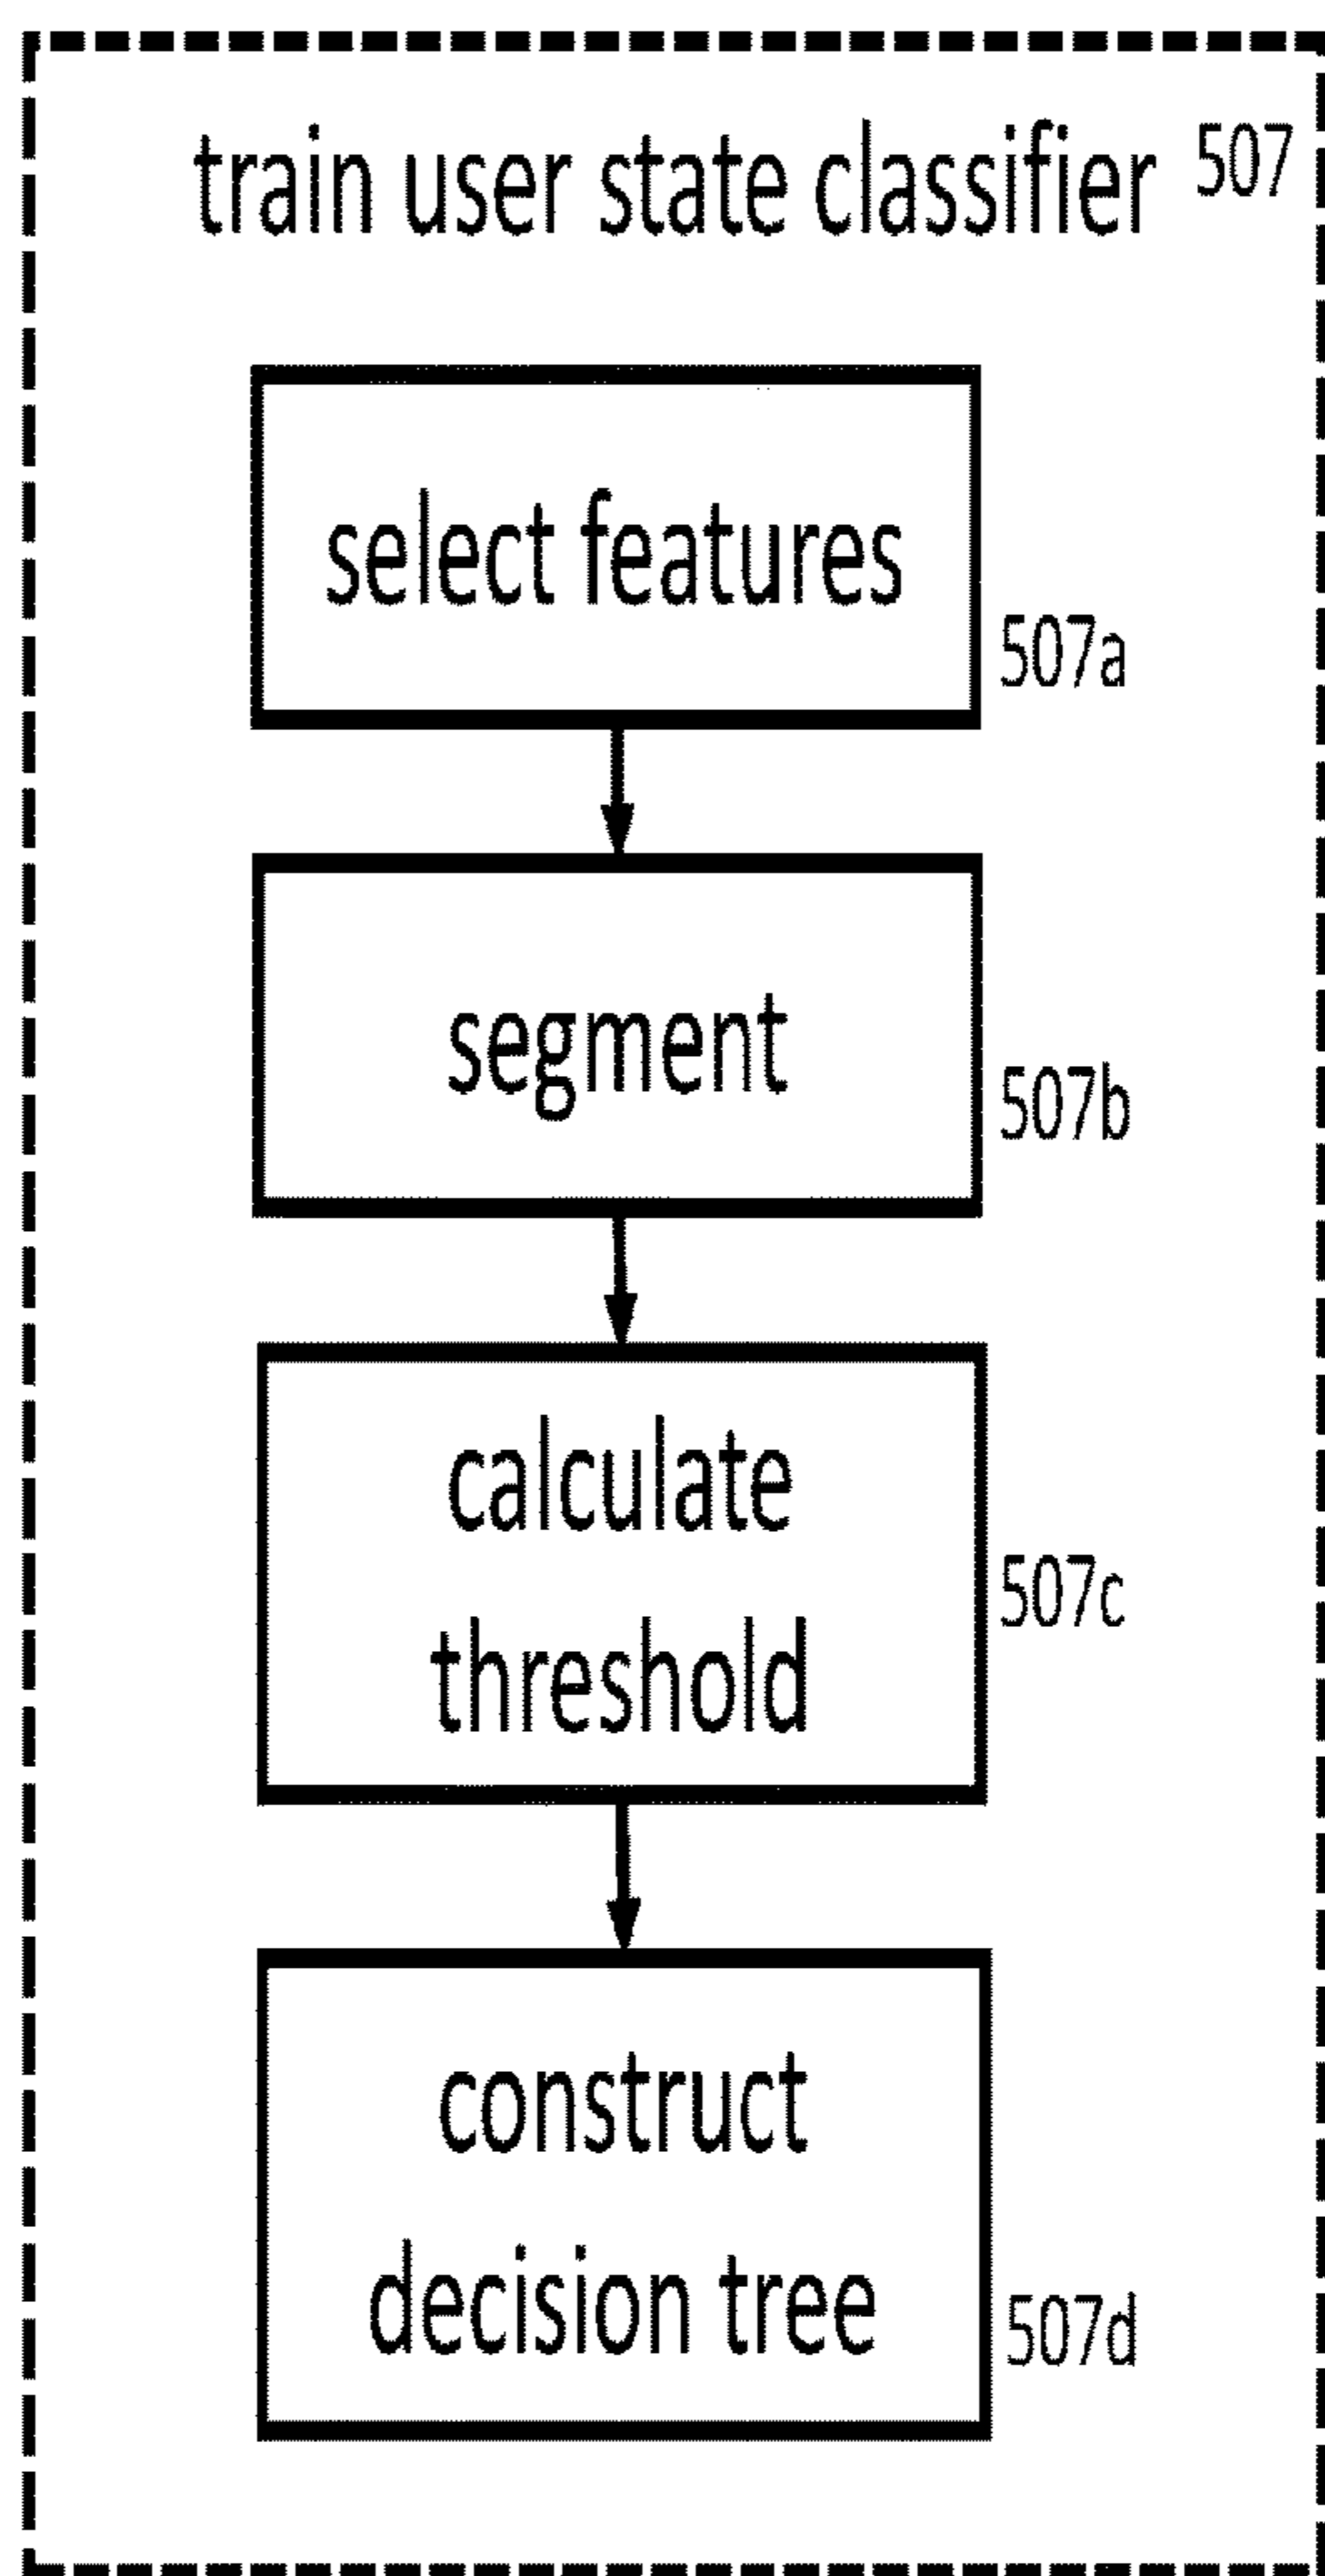 train user state classifier 507
select features
507a
segment
507b
calculate
threshold
507c
construct
decision tree
507d